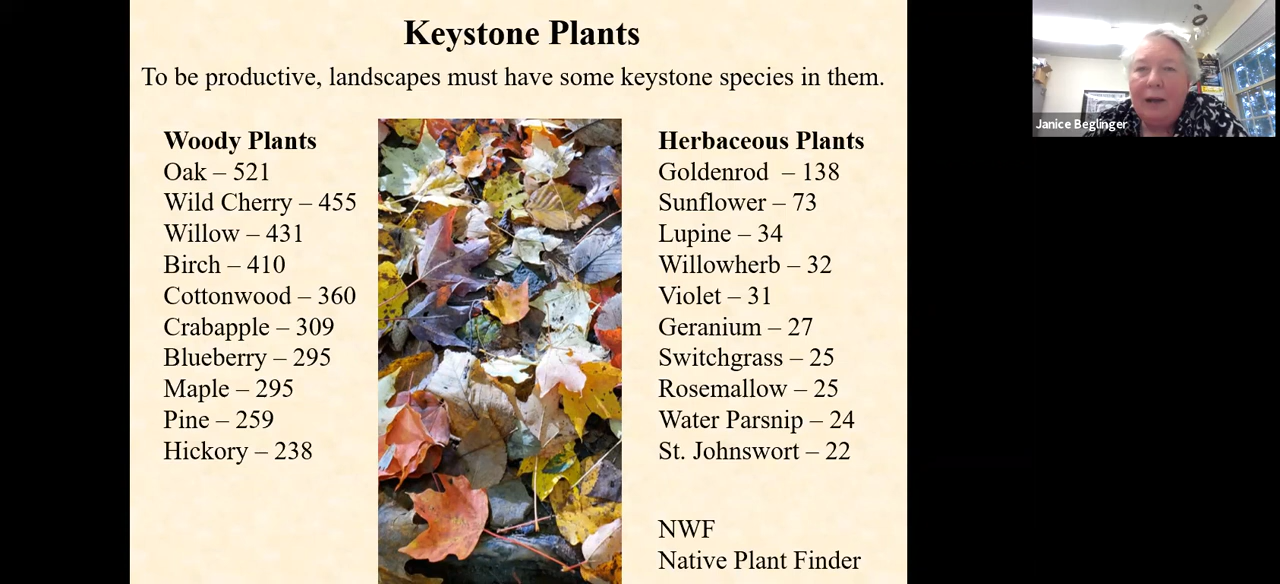 Keystone Plants
To be productive, landscapes must have some keystone species in them.
Woody Plants
Oak – 521
Wild Cherry – 455
Willow – 431
Birch – 410
Cottonwood – 360
Crabapple – 309
Blueberry – 295
Maple – 295
Pine – 259
Hickory – 238
Herbaceous Plants
Goldenrod – 138
Sunflower – 73
Lupine – 34
Willowherb – 32
Violet – 31
Geranium – 27
Switchgrass – 25
Rosemallow – 25
Water Parsnip – 24
St. Johnswort – 22
NWF
Native Plant Finder
Janice Beglinger